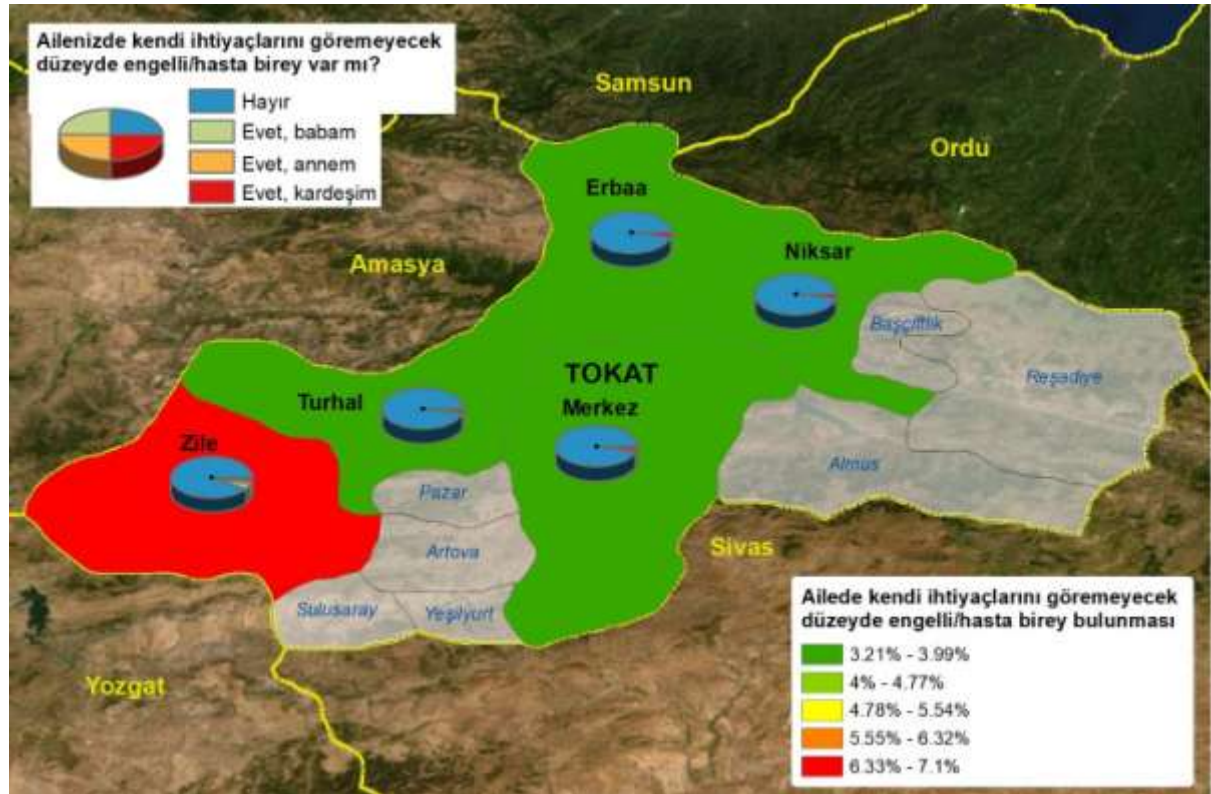 Ailenizde kendi ihtiyaçlarını göremeyecek
düzeyde engelli/hasta birey var mı?
Hayır
Evet, babam
Evet, annem
Evet, kardeşim
Samsun
Ordu
Erbaa
Amasya
Niksar
Başçiftlik
TOKAT
Reşadiye
Turhal
Merkez
Zile
Almus
Pazar
Artova
Sivas
Sulusaray
Yeşilyurt
Yozgat
Ailede kendi ihtiyaçlarını göremeyecek
düzeyde engelli/hasta birey bulunması
3.21% - 3.99%
4% - 4.77%
4.78% - 5.54%
5.55% - 6.32%
6.33% - 7.1%